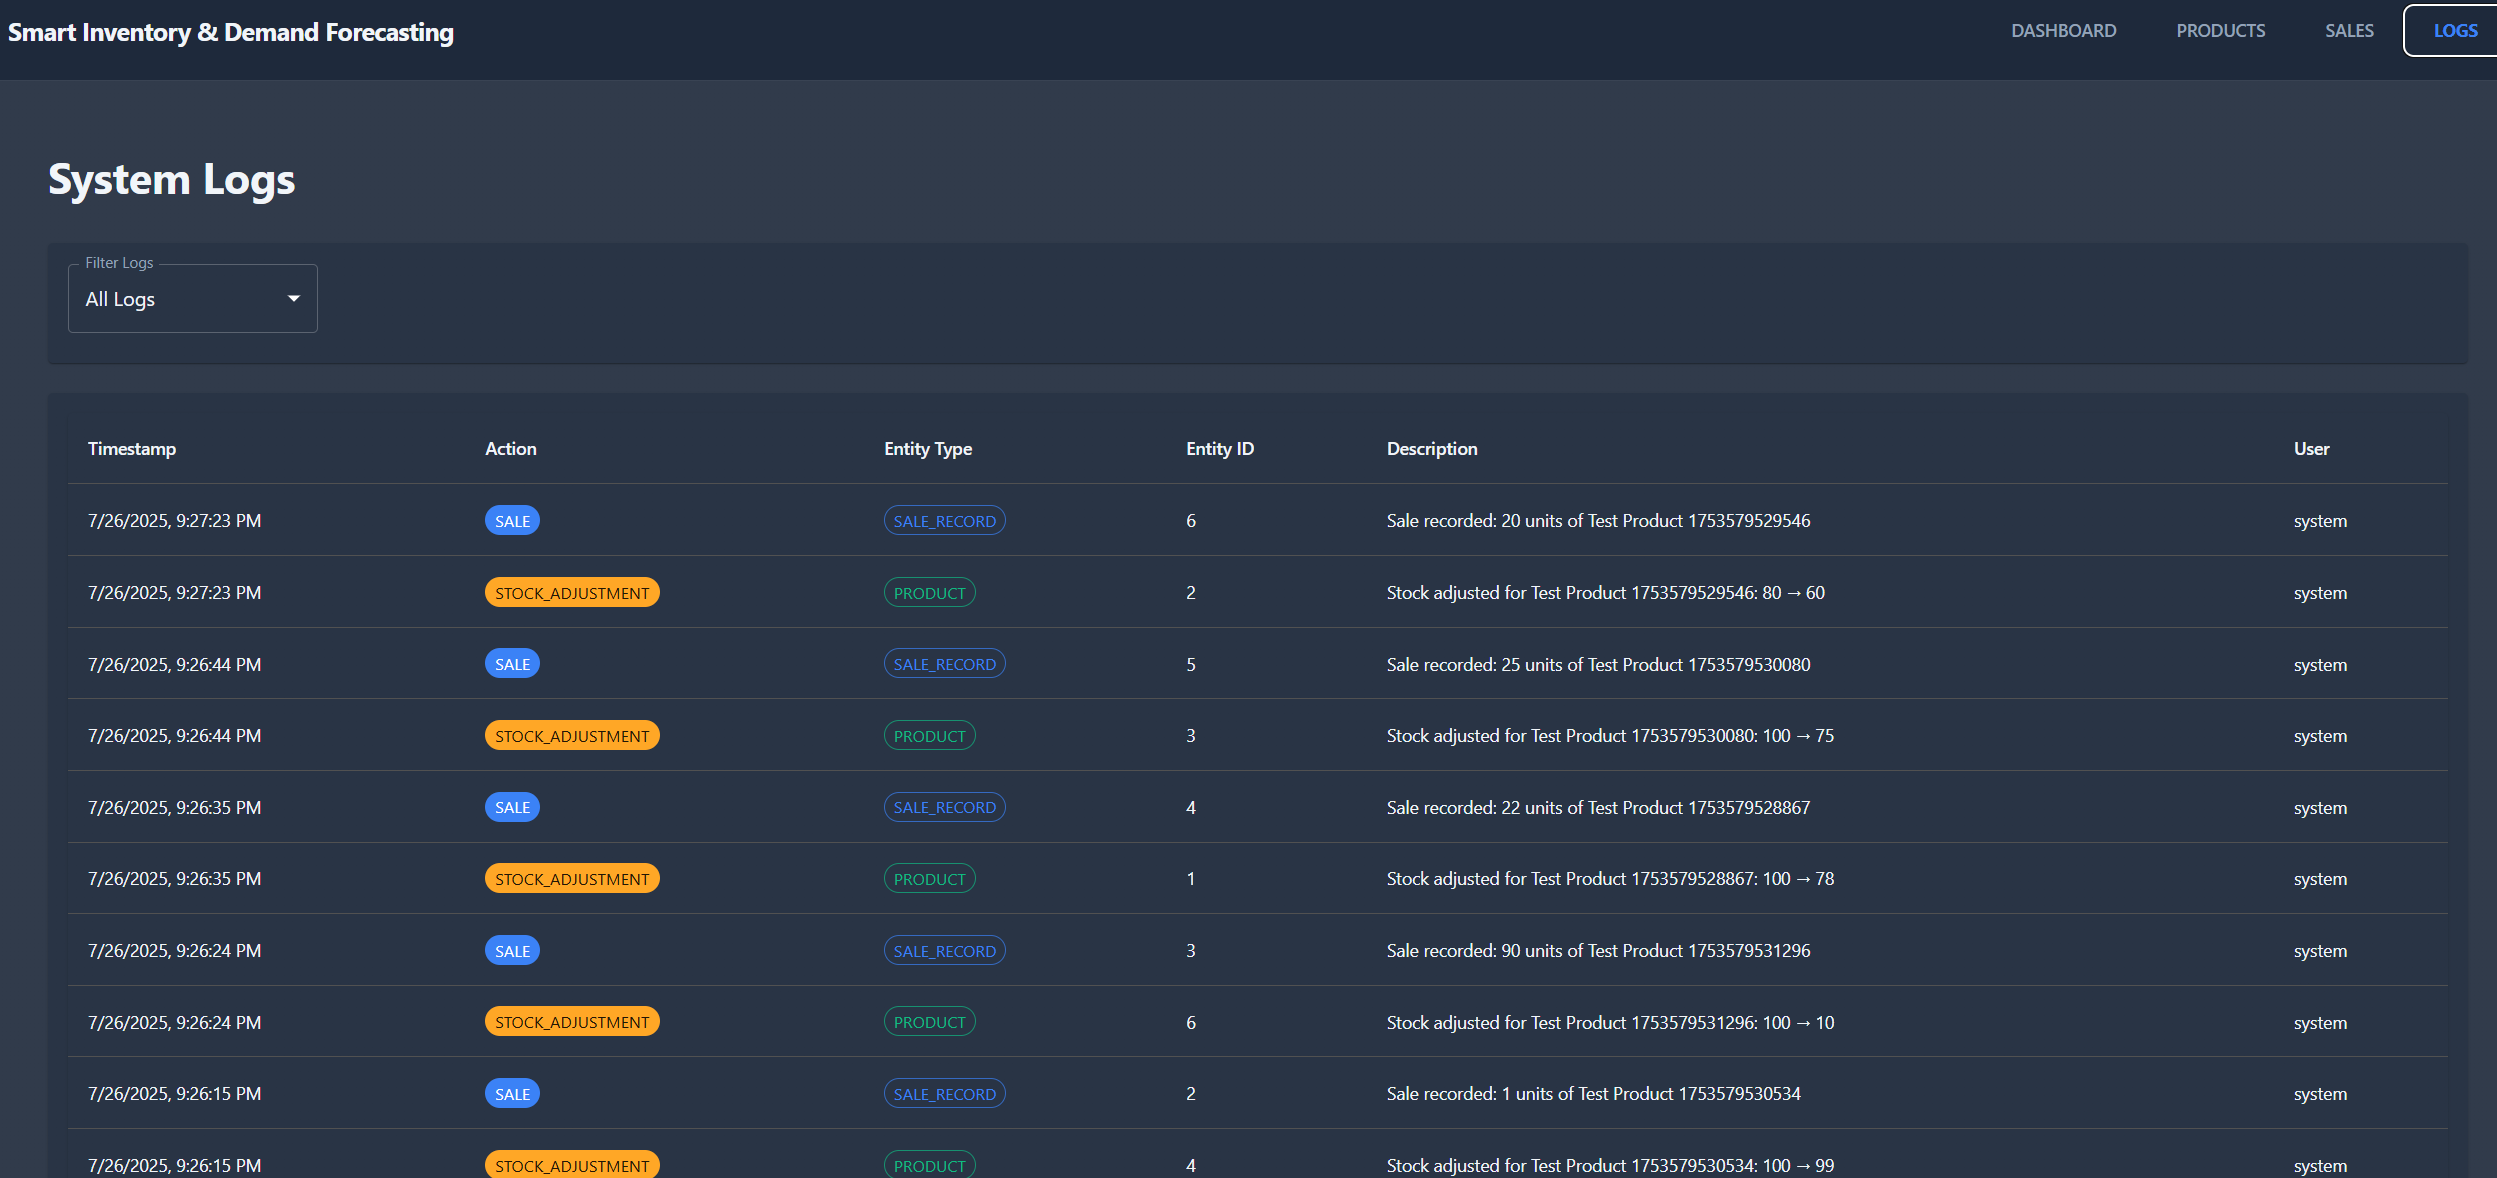 Smart Inventory & Demand Forecasting DASHBOARD PRODUCTS SALES LOGS
System Logs
Filter Logs
All Logs
Timestamp Action Entity Type Entity ID Description User
7/26/2025, 9:27:23 PM SALE SALE_RECORD 6 Sale recorded: 20 units of Test Product 1753579529546 system
7/26/2025, 9:27:23 PM STOCK_ADJUSTMENT PRODUCT 2 Stock adjusted for Test Product 1753579529546: 80 → 60 system
7/26/2025, 9:26:44 PM SALE SALE_RECORD 5 Sale recorded: 25 units of Test Product 1753579530080 system
7/26/2025, 9:26:44 PM STOCK_ADJUSTMENT PRODUCT 3 Stock adjusted for Test Product 1753579530080: 100 → 75 system
7/26/2025, 9:26:35 PM SALE SALE_RECORD 4 Sale recorded: 22 units of Test Product 1753579528867 system
7/26/2025, 9:26:35 PM STOCK_ADJUSTMENT PRODUCT 1 Stock adjusted for Test Product 1753579528867: 100 → 78 system
7/26/2025, 9:26:24 PM SALE SALE_RECORD 3 Sale recorded: 90 units of Test Product 1753579531296 system
7/26/2025, 9:26:24 PM STOCK_ADJUSTMENT PRODUCT 6 Stock adjusted for Test Product 1753579531296: 100 → 10 system
7/26/2025, 9:26:15 PM SALE SALE_RECORD 2 Sale recorded: 1 units of Test Product 1753579530534 system
7/26/2025, 9:26:15 PM STOCK_ADJUSTMENT PRODUCT 4 Stock adjusted for Test Product 1753579530534: 100 → 99 system